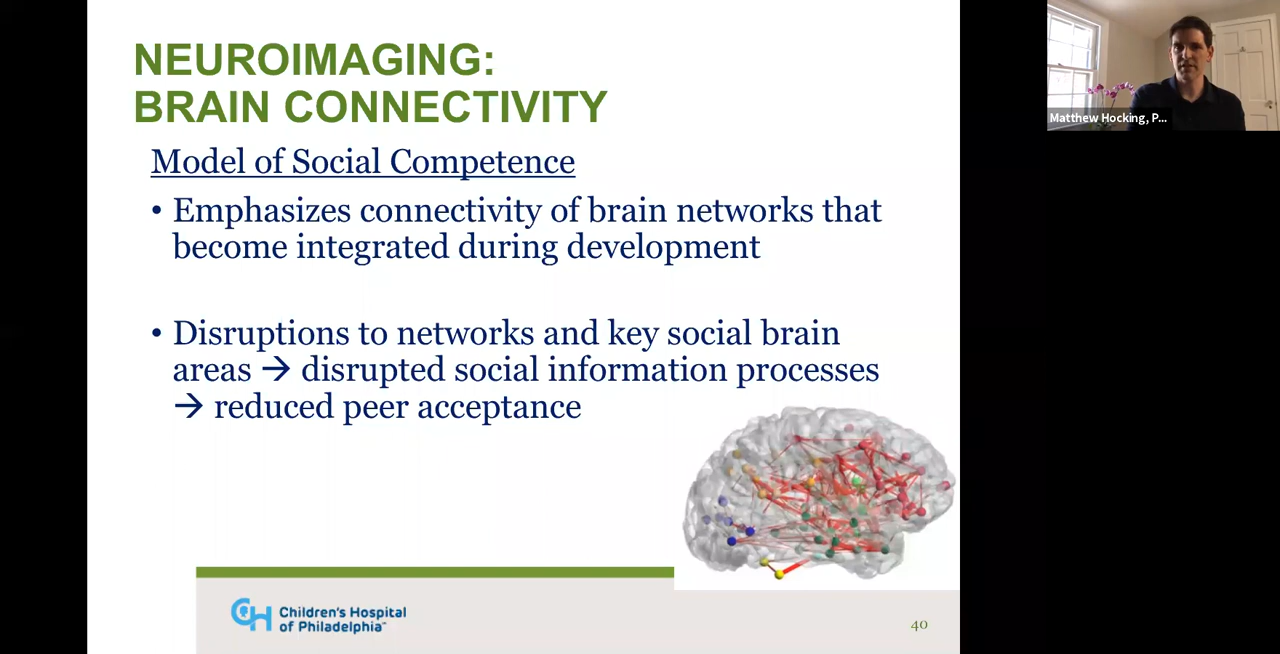 NEUROIMAGING:
BRAIN CONNECTIVITY
Model of Social Competence
• Emphasizes connectivity of brain networks that
become integrated during development
• Disruptions to networks and key social brain
areas → disrupted social information processes
→ reduced peer acceptance
CH Children's Hospital
of Philadelphia™
40
Matthew Hocking, P...